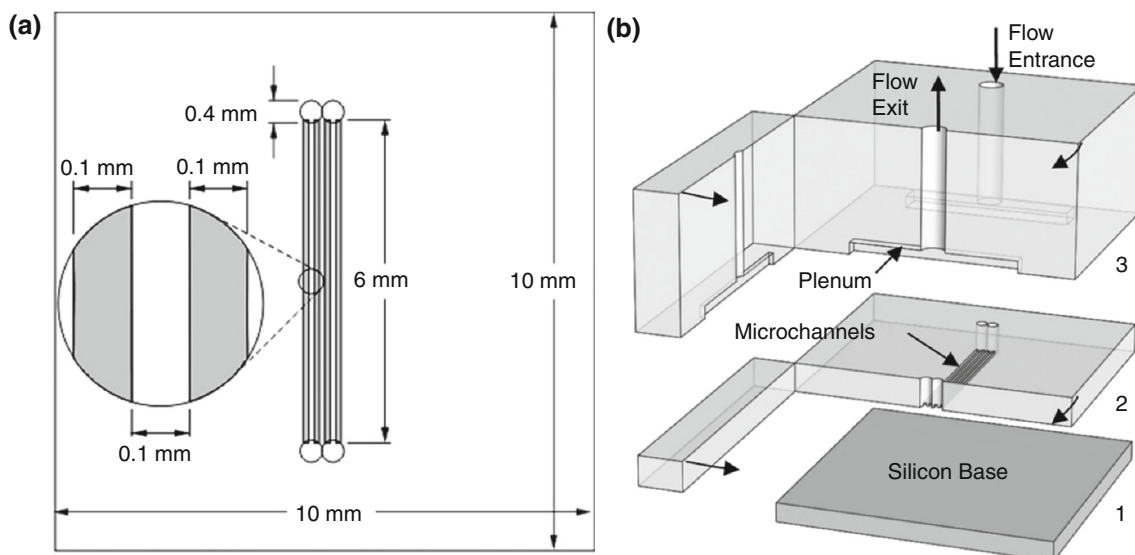 (a)
0.4 mm
0.1 mm
0.1 mm
0.1 mm
6 mm
10 mm
10 mm
(b)
Flow
Entrance
Flow
Exit
Plenum
3
Microchannels
2
Silicon Base
1